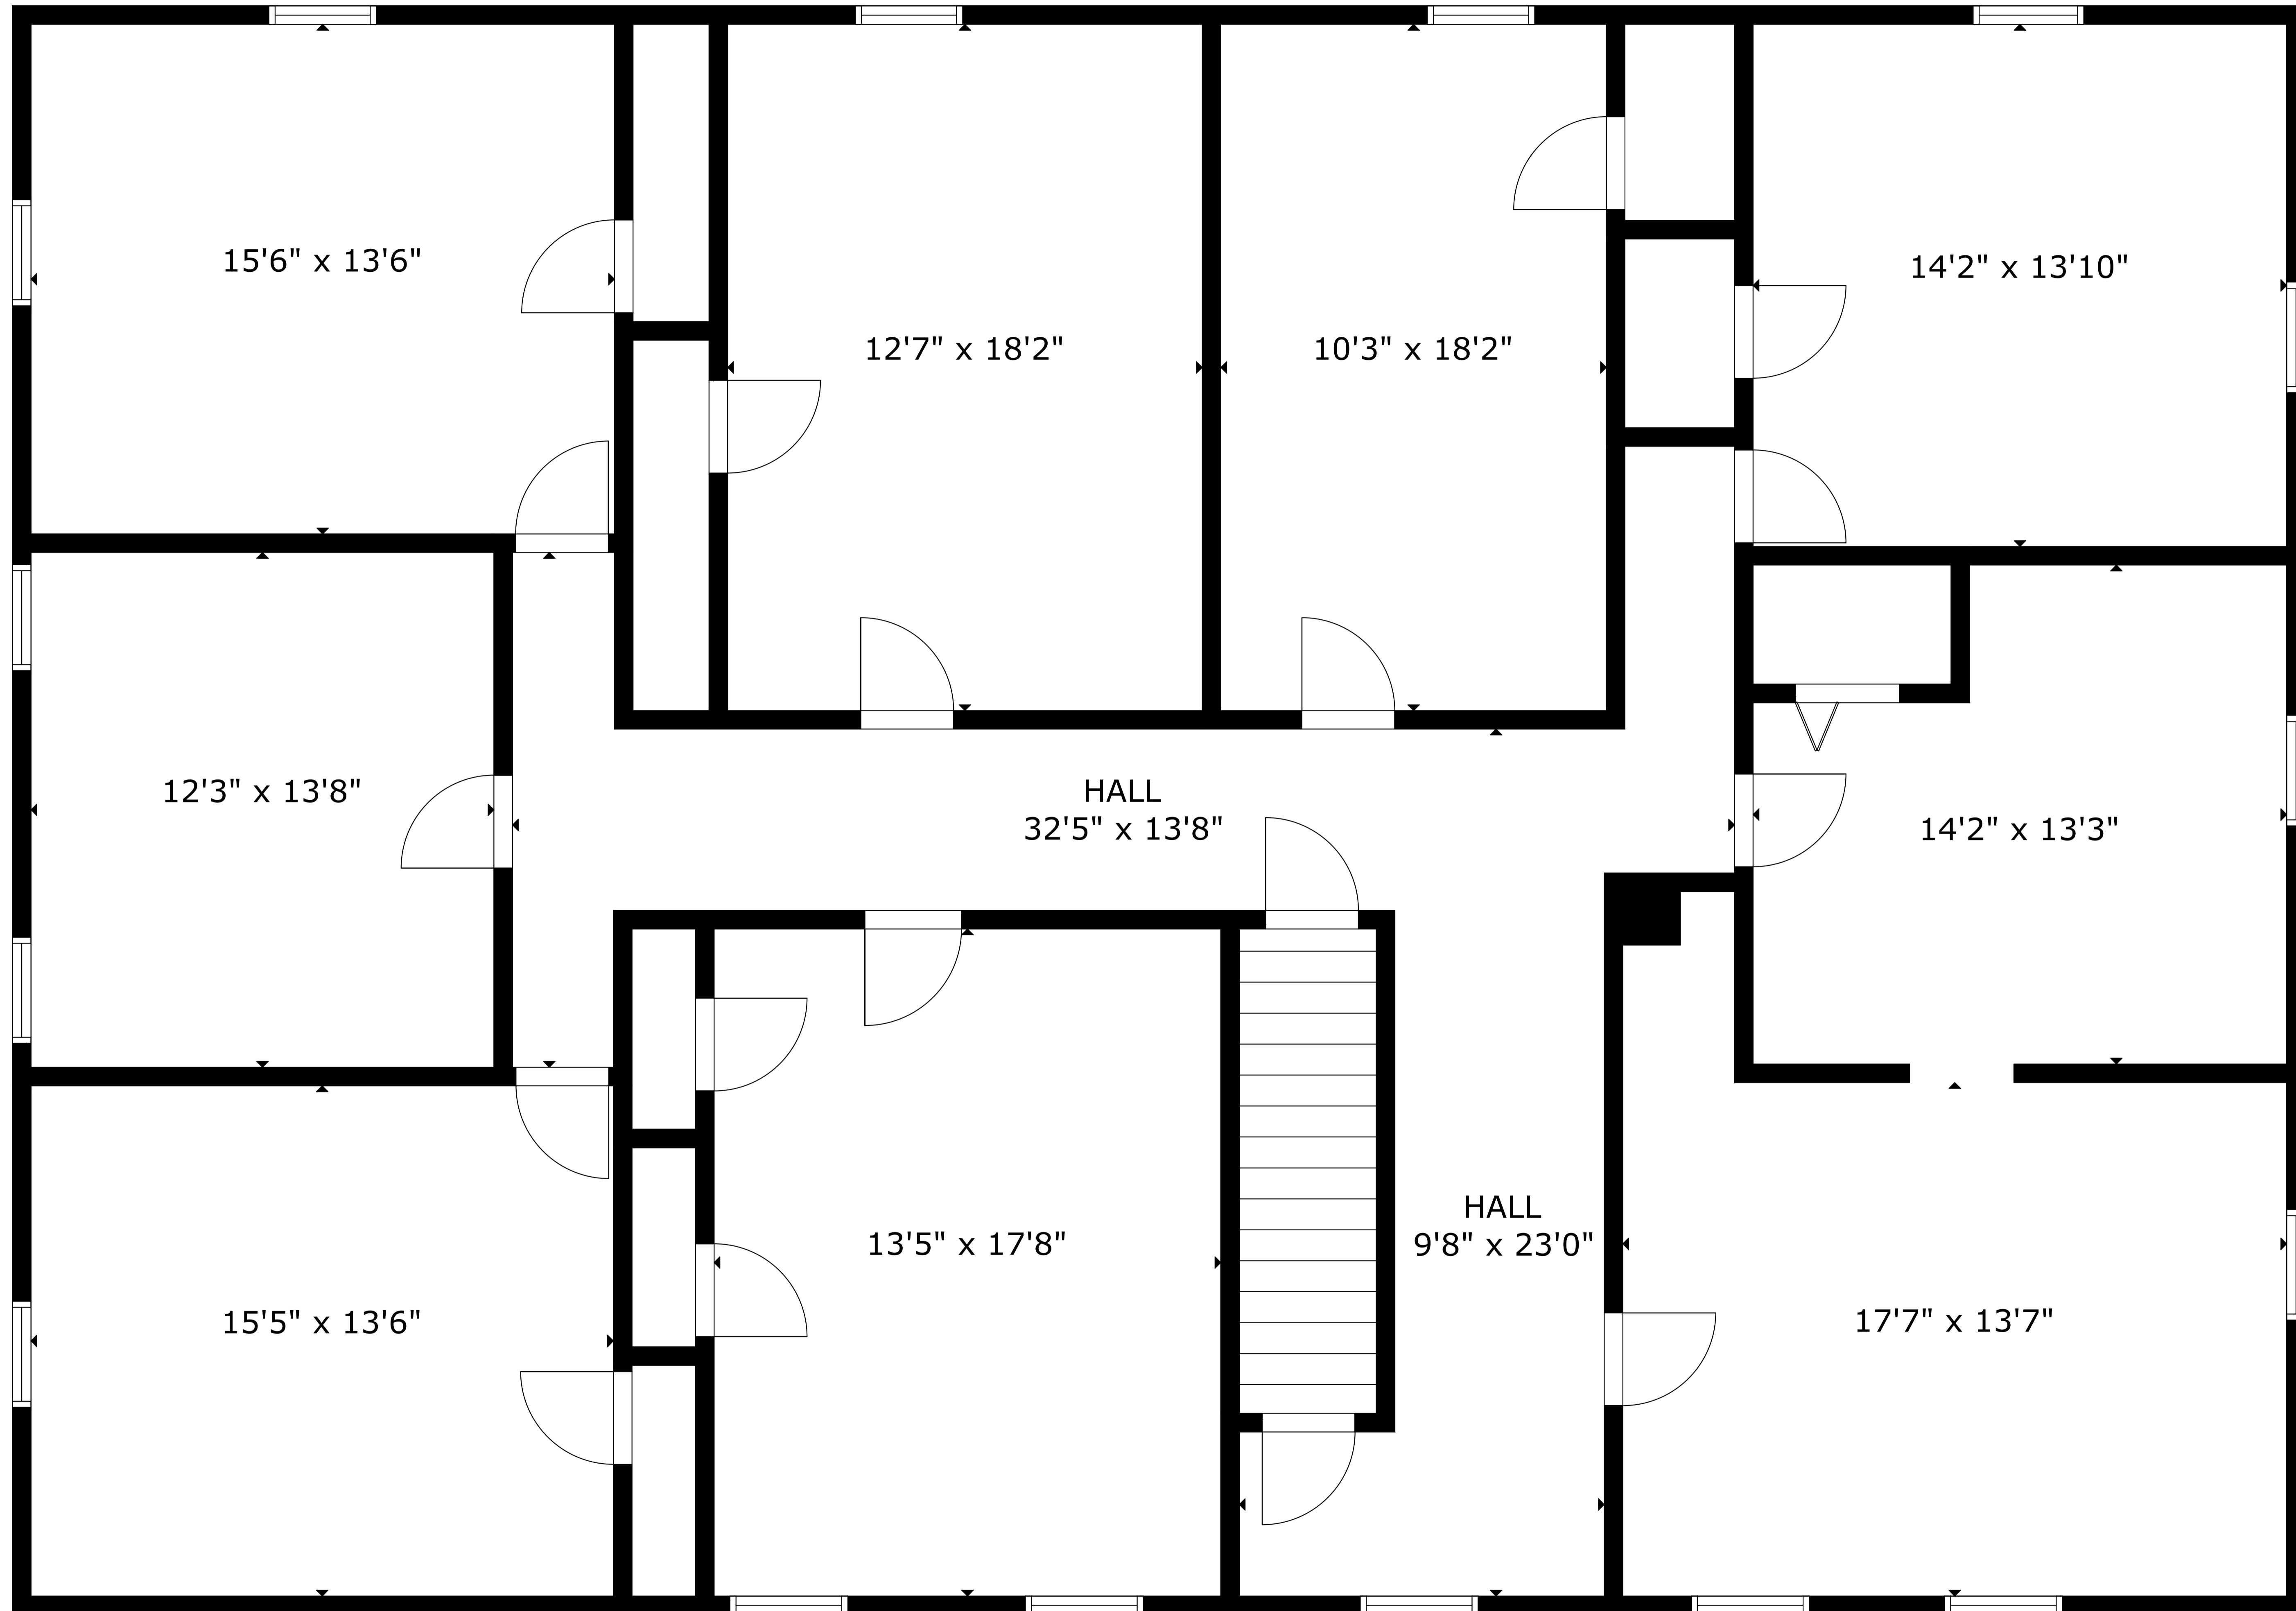 15'6" x 13'6"
12'7" x 18'2"
10'3" x 18'2"
14'2" x 13'10"
12'3" x 13'8"
HALL
32'5" x 13'8"
14'2" x 13'3"
15'5" x 13'6"
13'5" x 17'8"
HALL
9'8" x 23'0"
17'7" x 13'7"